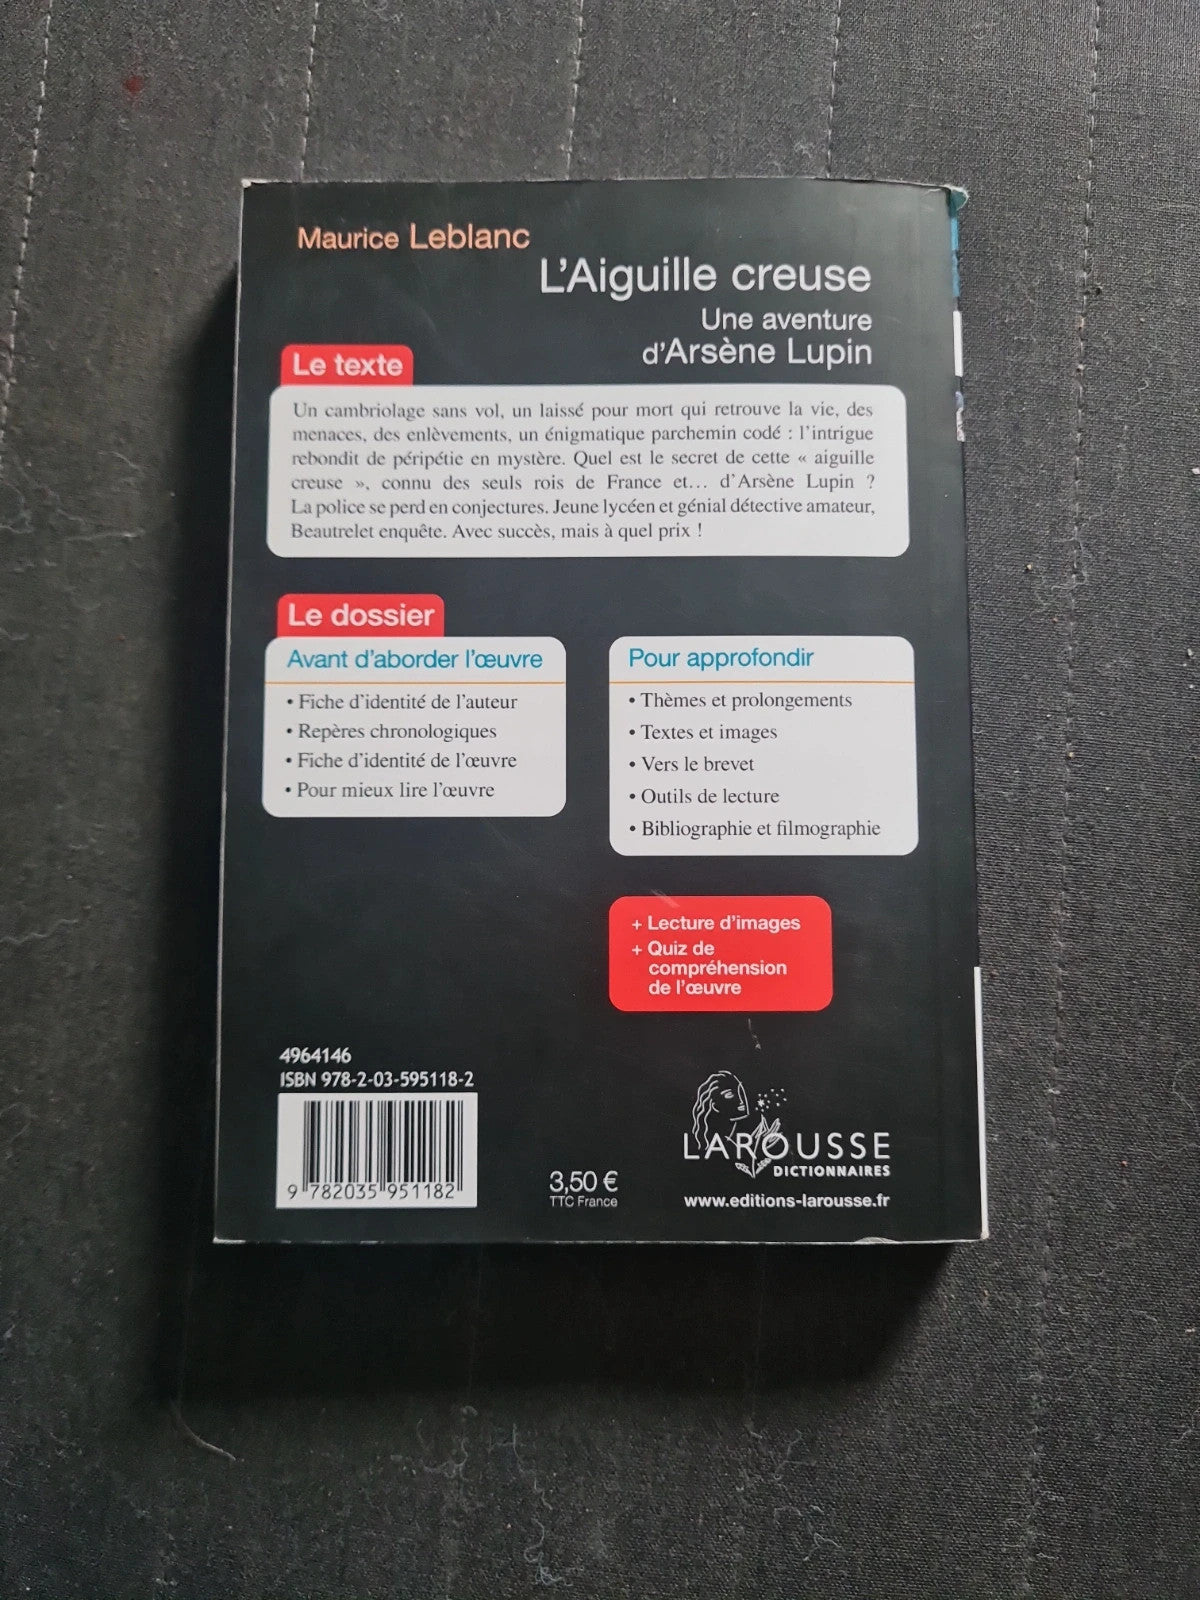 Maurice Leblanc
L'Aiguille creuse
Une aventure
d'Arsène Lupin
Le texte
Un cambriolage sans vol, un laissé pour mort qui retrouve la vie, des
menaces, des enlèvements, un énigmatique parchemin codé : l'intrigue
rebondit de péripétie en mystère. Quel est le secret de cette « aiguille
creuse », connu des seuls rois de France et... d'Arsène Lupin ?
La police se perd en conjectures. Jeune lycéen et génial détective amateur,
Beautrelet enquête. Avec succès, mais à quel prix !
Le dossier
Avant d'aborder l'œuvre
• Fiche d'identité de l'auteur
• Repères chronologiques
• Fiche d'identité de l'œuvre
• Pour mieux lire l'œuvre
Pour approfondir
• Thèmes et prolongements
• Textes et images
• Vers le brevet
• Outils de lecture
• Bibliographie et filmographie
+ Lecture d'images
+ Quiz de
compréhension
de l'œuvre
4964146
ISBN 978-2-03-595118-2
9 782035 951182
3,50 €
TTC France
LAROUSSE
DICTIONNAIRES
www.editions-larousse.fr